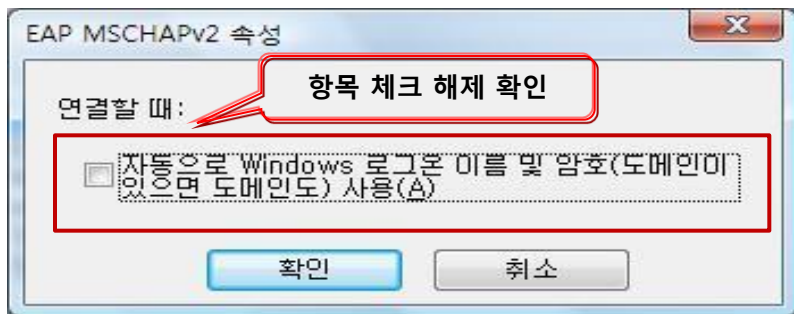 EAP MSCHAPv2 속성
항목 체크 해제 확인
연결할 때:
자동으로 Windows 로그온 이름 및 암호(도메인이
있으면 도메인도) 사용(A)
확인 취소